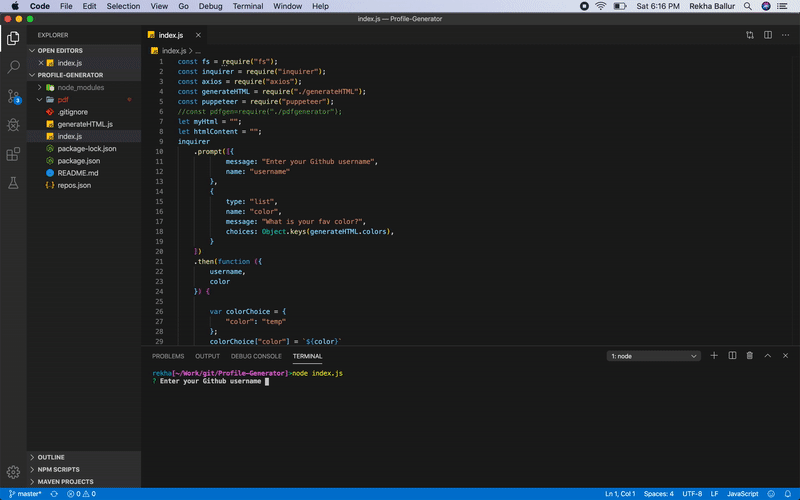 Code File Edit Selection View Go Debug Terminal Window Help Sat 6:16 PM Rekha Ballur
index.js — Profile-Generator
EXPLORER
OPEN EDITORS
index.js
PROFILE-GENERATOR
node_modules
pdf
.gitignore
generateHTML.js
index.js
package-lock.json
package.json
README.md
repos.json
OUTLINE
NPM SCRIPTS
MAVEN PROJECTS
3
index.js
index.js > ...
1 const fs = require("fs");
2 const inquirer = require("inquirer");
3 const axios = require("axios");
4 const generateHTML = require("./generateHTML");
5 const puppeteer = require("puppeteer");
6 //const pdfgen=require("./pdfgenerator");
7 let myHtml = "";
8 let htmlContent = "";
9 inquirer
10 .prompt([{
11 message: "Enter your Github username",
12 name: "username"
13 },
14 {
15 type: "list",
16 name: "color",
17 message: "What is your fav color?",
18 choices: Object.keys(generateHTML.colors),
19 }
20 ])
21 .then(function ({
22 username,
23 color
24 }) {
25
26 var colorChoice = {
27 "color": "temp"
28 };
29 colorChoice["color"] = `${color}`
PROBLEMS OUTPUT DEBUG CONSOLE TERMINAL 1: node
rekha[~/Work/git/Profile-Generator]>node index.js
? Enter your Github username
master* 0 0 Ln 1, Col 1 Spaces: 4 UTF-8 LF JavaScript